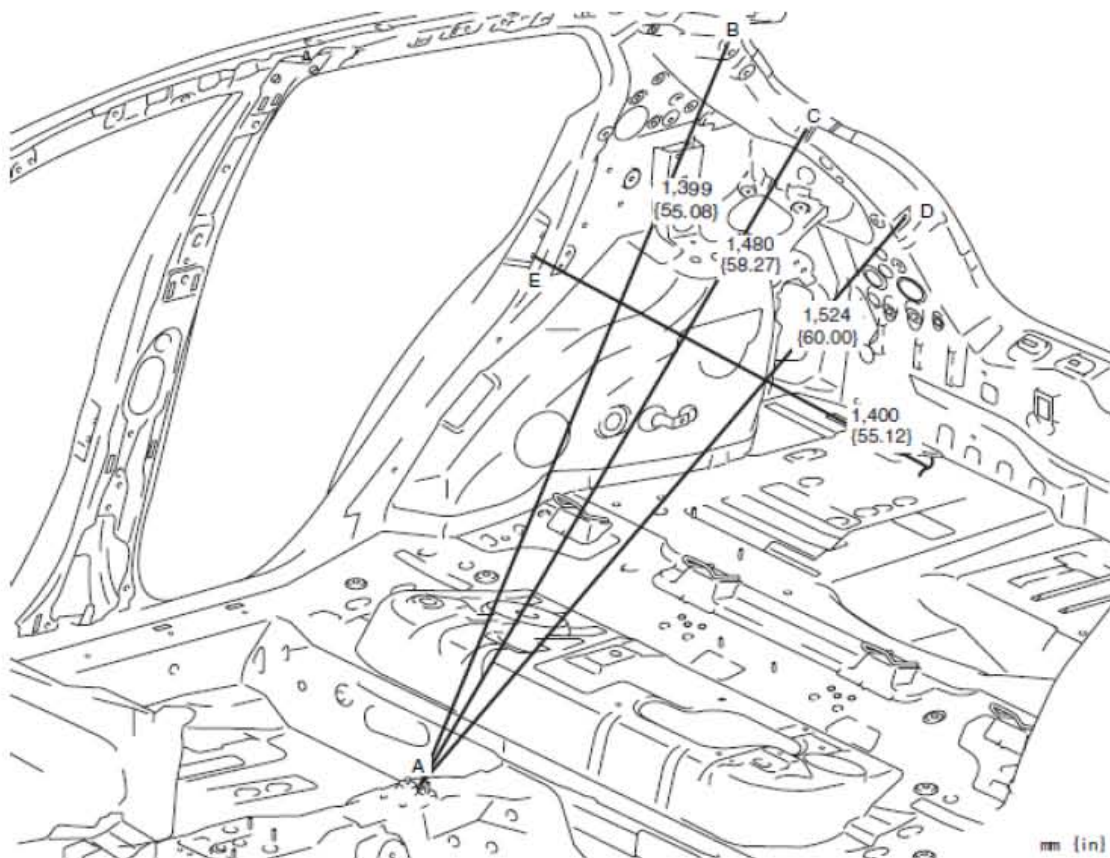 B
C
1,399
{55.08}
D
1,480
{58.27}
E
1,524
{60.00}
1,400
{55.12}
A
mm {in}